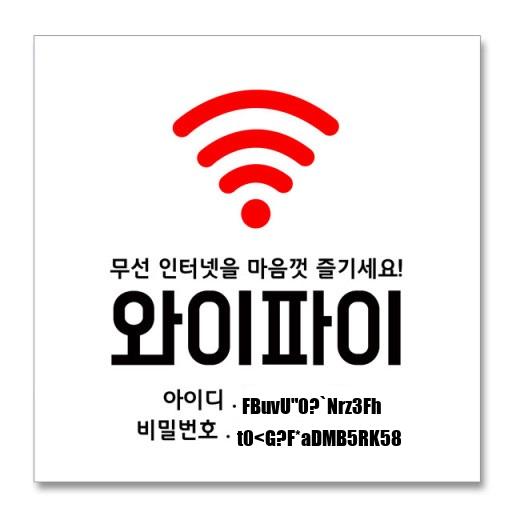 무선 인터넷을 마음껏 즐기세요!
와이파이
아이디 . FBuvU"0?`Nrz3Fh
비밀번호 . t0<G?F*aDMB5RK58